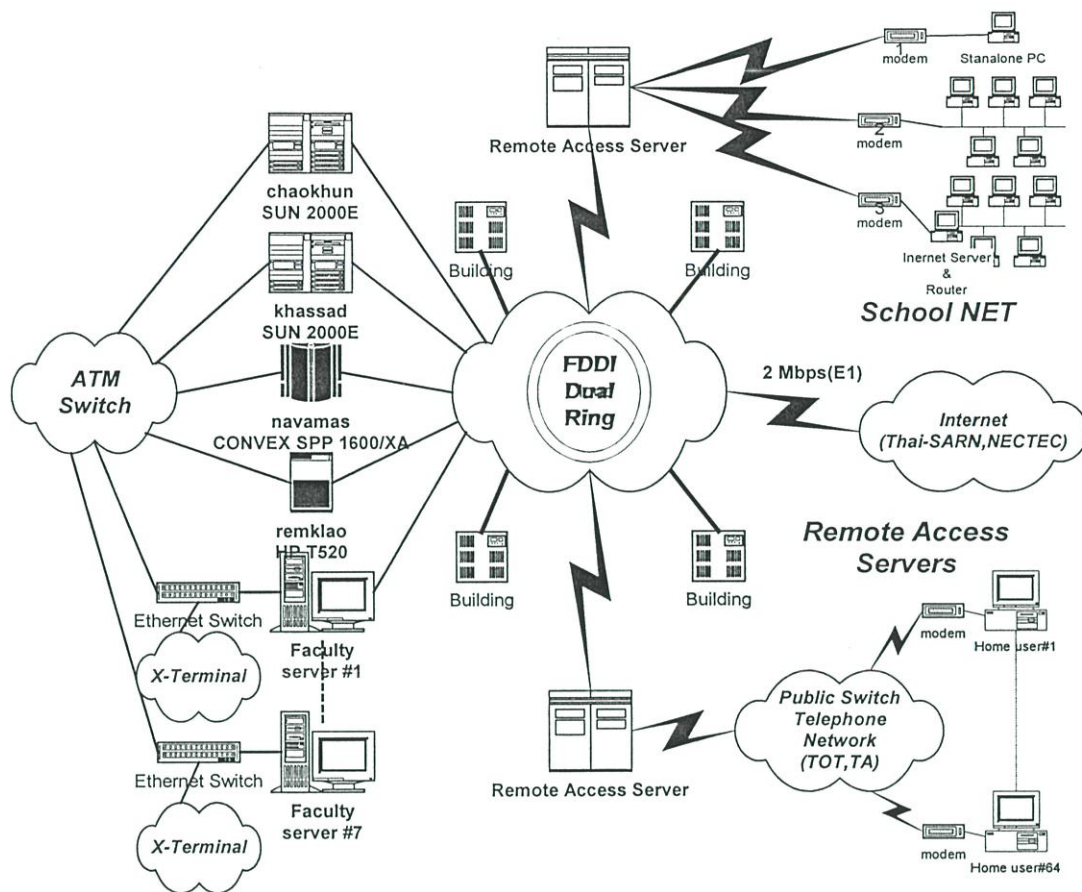 1
modem
Stanalone PC
Remote Access Server
2
modem
chaokhun
SUN 2000E
3
modem
Building
Building
Inernet Server
&
Router
khassad
SUN 2000E
School NET
ATM
Switch
FDDI
Dual
Ring
2 Mbps(E1)
navamas
CONVEX SPP 1600/XA
Internet
(Thai-SARN,NECTEC)
remklao
HP T520
Remote Access
Servers
Building
Building
Ethernet Switch
modem
Home user#1
Faculty
server #1
X-Terminal
Public Switch
Telephone
Network
(TOT,TA)
Ethernet Switch
Remote Access Server
Faculty
server #7
X-Terminal
modem
Home user#64